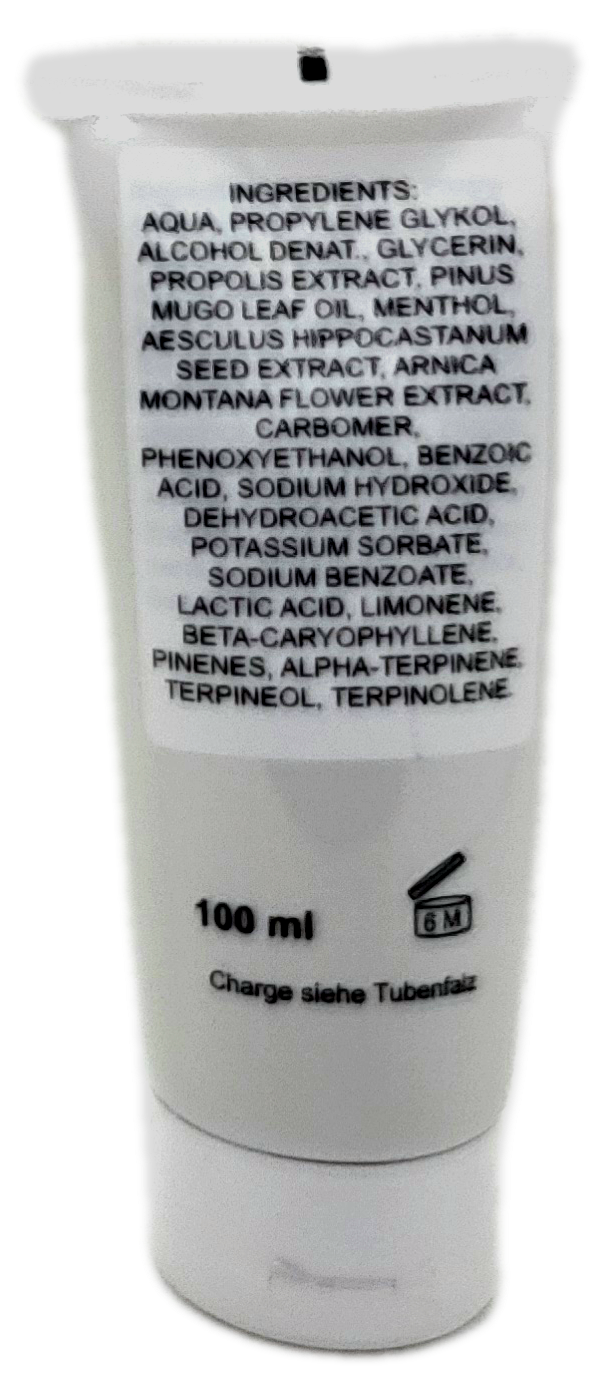 INGREDIENTS:
AQUA, PROPYLENE GLYKOL,
ALCOHOL DENAT., GLYCERIN,
PROPOLIS EXTRACT, PINUS
MUGO LEAF OIL, MENTHOL,
AESCULUS HIPPOCASTANUM
SEED EXTRACT, ARNICA
MONTANA FLOWER EXTRACT,
CARBOMER,
PHENOXYETHANOL, BENZOIC
ACID, SODIUM HYDROXIDE,
DEHYDROACETIC ACID,
POTASSIUM SORBATE,
SODIUM BENZOATE,
LACTIC ACID, LIMONENE,
BETA-CARYOPHYLLENE,
PINENES, ALPHA-TERPINENE,
TERPINEOL, TERPINOLENE.
100 ml
6 M
Charge siehe Tubenfalz